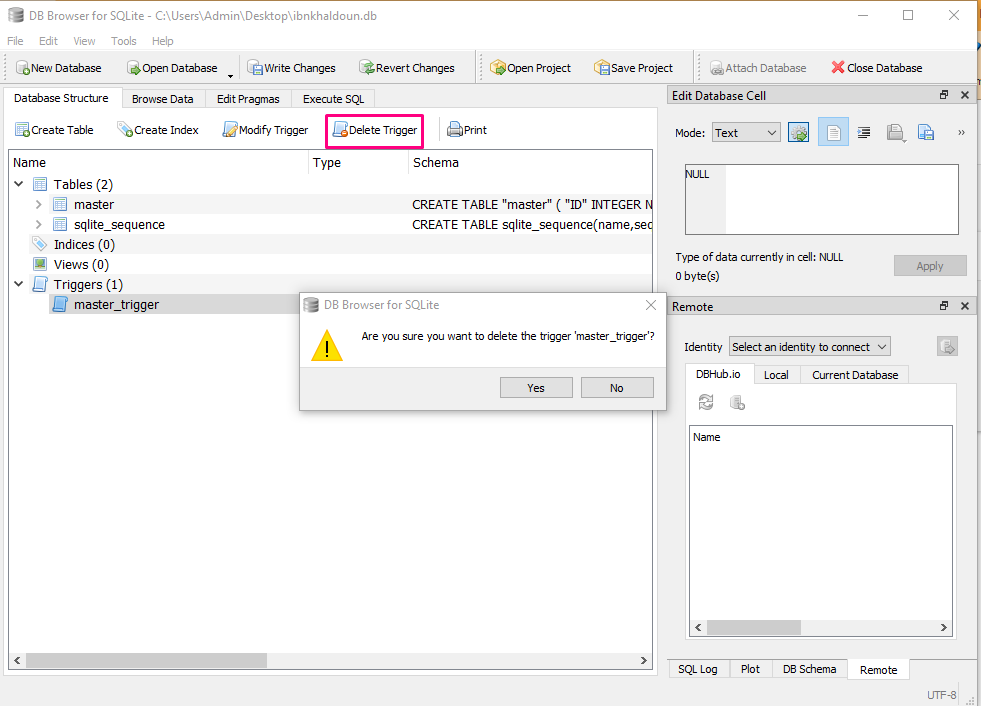 DB Browser for SQLite - C:\Users\Admin\Desktop\ibnkhaldoun.db
File Edit View Tools Help
New Database Open Database Write Changes Revert Changes Open Project Save Project Attach Database Close Database
Database Structure Browse Data Edit Pragmas Execute SQL
Create Table Create Index Modify Trigger Delete Trigger Print
Name Type Schema
Tables (2)
master CREATE TABLE "master" ( "ID" INTEGER N
sqlite_sequence CREATE TABLE sqlite_sequence(name,sec
Indices (0)
Views (0)
Triggers (1)
master_trigger
DB Browser for SQLite
Are you sure you want to delete the trigger 'master_trigger'?
Yes No
Edit Database Cell
Mode: Text
NULL
Type of data currently in cell: NULL
0 byte(s)
Apply
Remote
Identity Select an identity to connect
DBHub.io Local Current Database
Name
SQL Log Plot DB Schema Remote
UTF-8